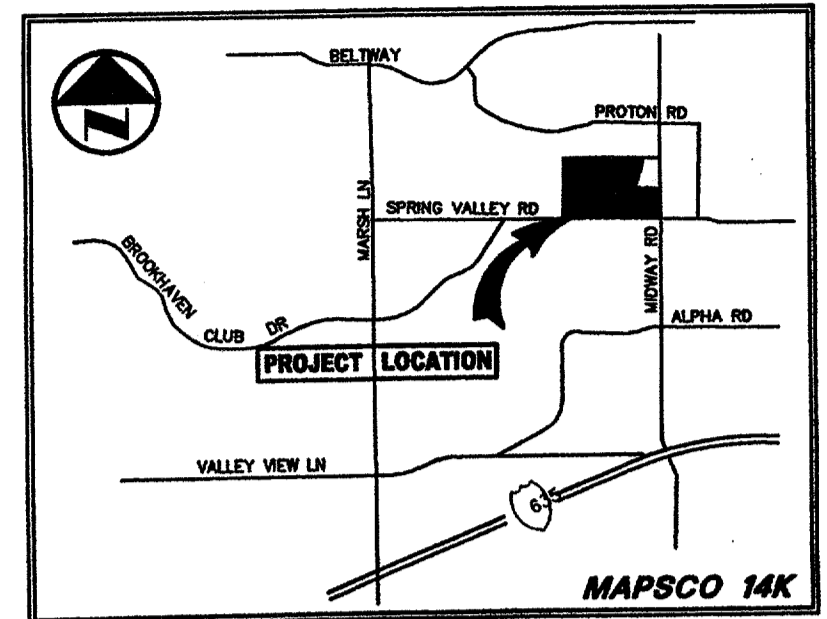 BELTWAY
N
PROTON RD
MARSH LN
SPRING VALLEY RD
BROOKHAVEN
CLUB DR
MIDWAY RD
ALPHA RD
PROJECT LOCATION
VALLEY VIEW LN
635
MAPSCO 14K